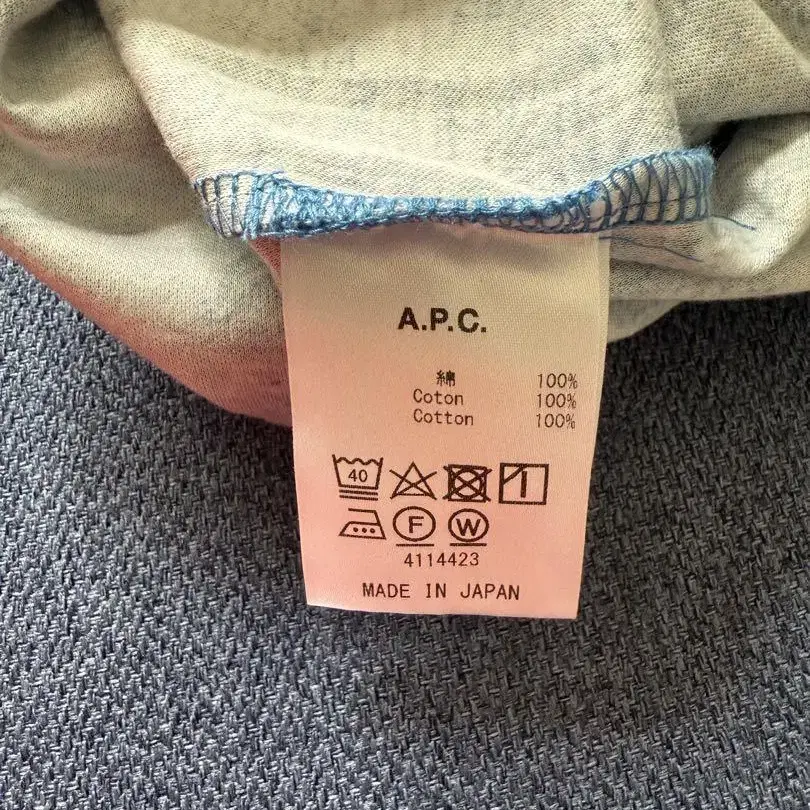 A.P.C.
綿 100%
Coton 100%
Cotton 100%
40
F W
4114423
MADE IN JAPAN